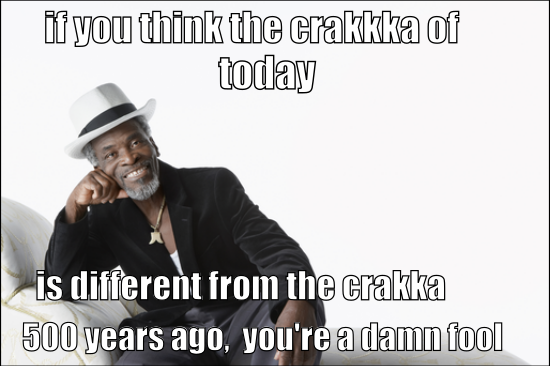 if you think the crakkka of
today
is different from the crakka
500 years ago, you're a damn fool